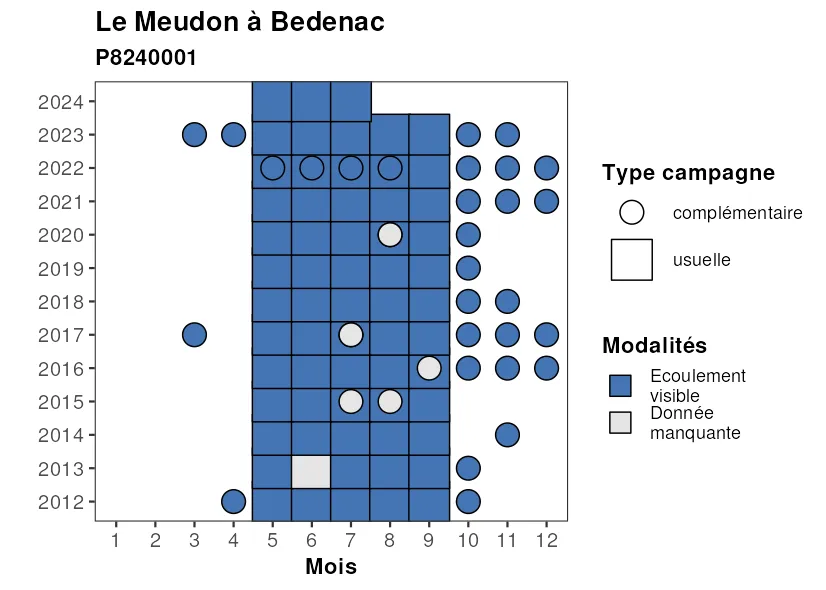 Le Meudon à Bedenac
P8240001
2024
2023
2022
2021
2020
2019
2018
2017
2016
2015
2014
2013
2012
1 2 3 4 5 6 7 8 9 10 11 12
Mois
Type campagne
complémentaire
usuelle
Modalités
Ecoulement
visible
Donnée
manquante